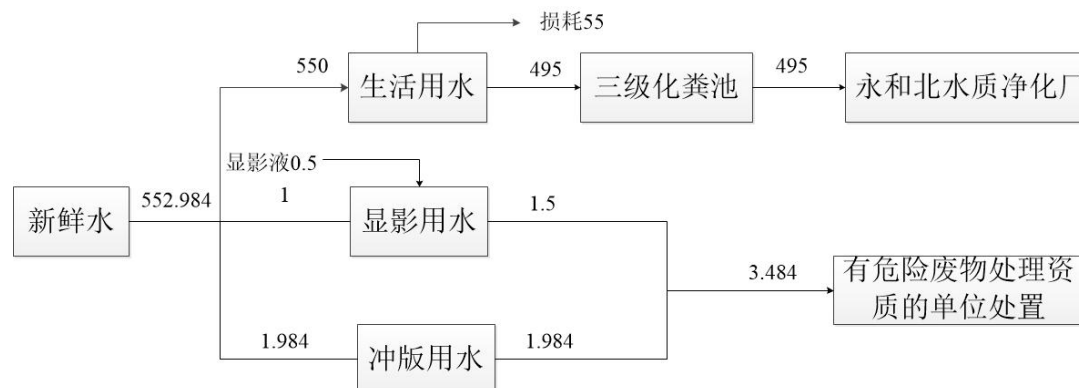 损耗55
550
生活用水
495
三级化粪池
495
永和北水质净化厂
显影液0.5
新鲜水
552.984
1
显影用水
1.5
3.484
有危险废物处理资
质的单位处置
1.984
冲版用水
1.984